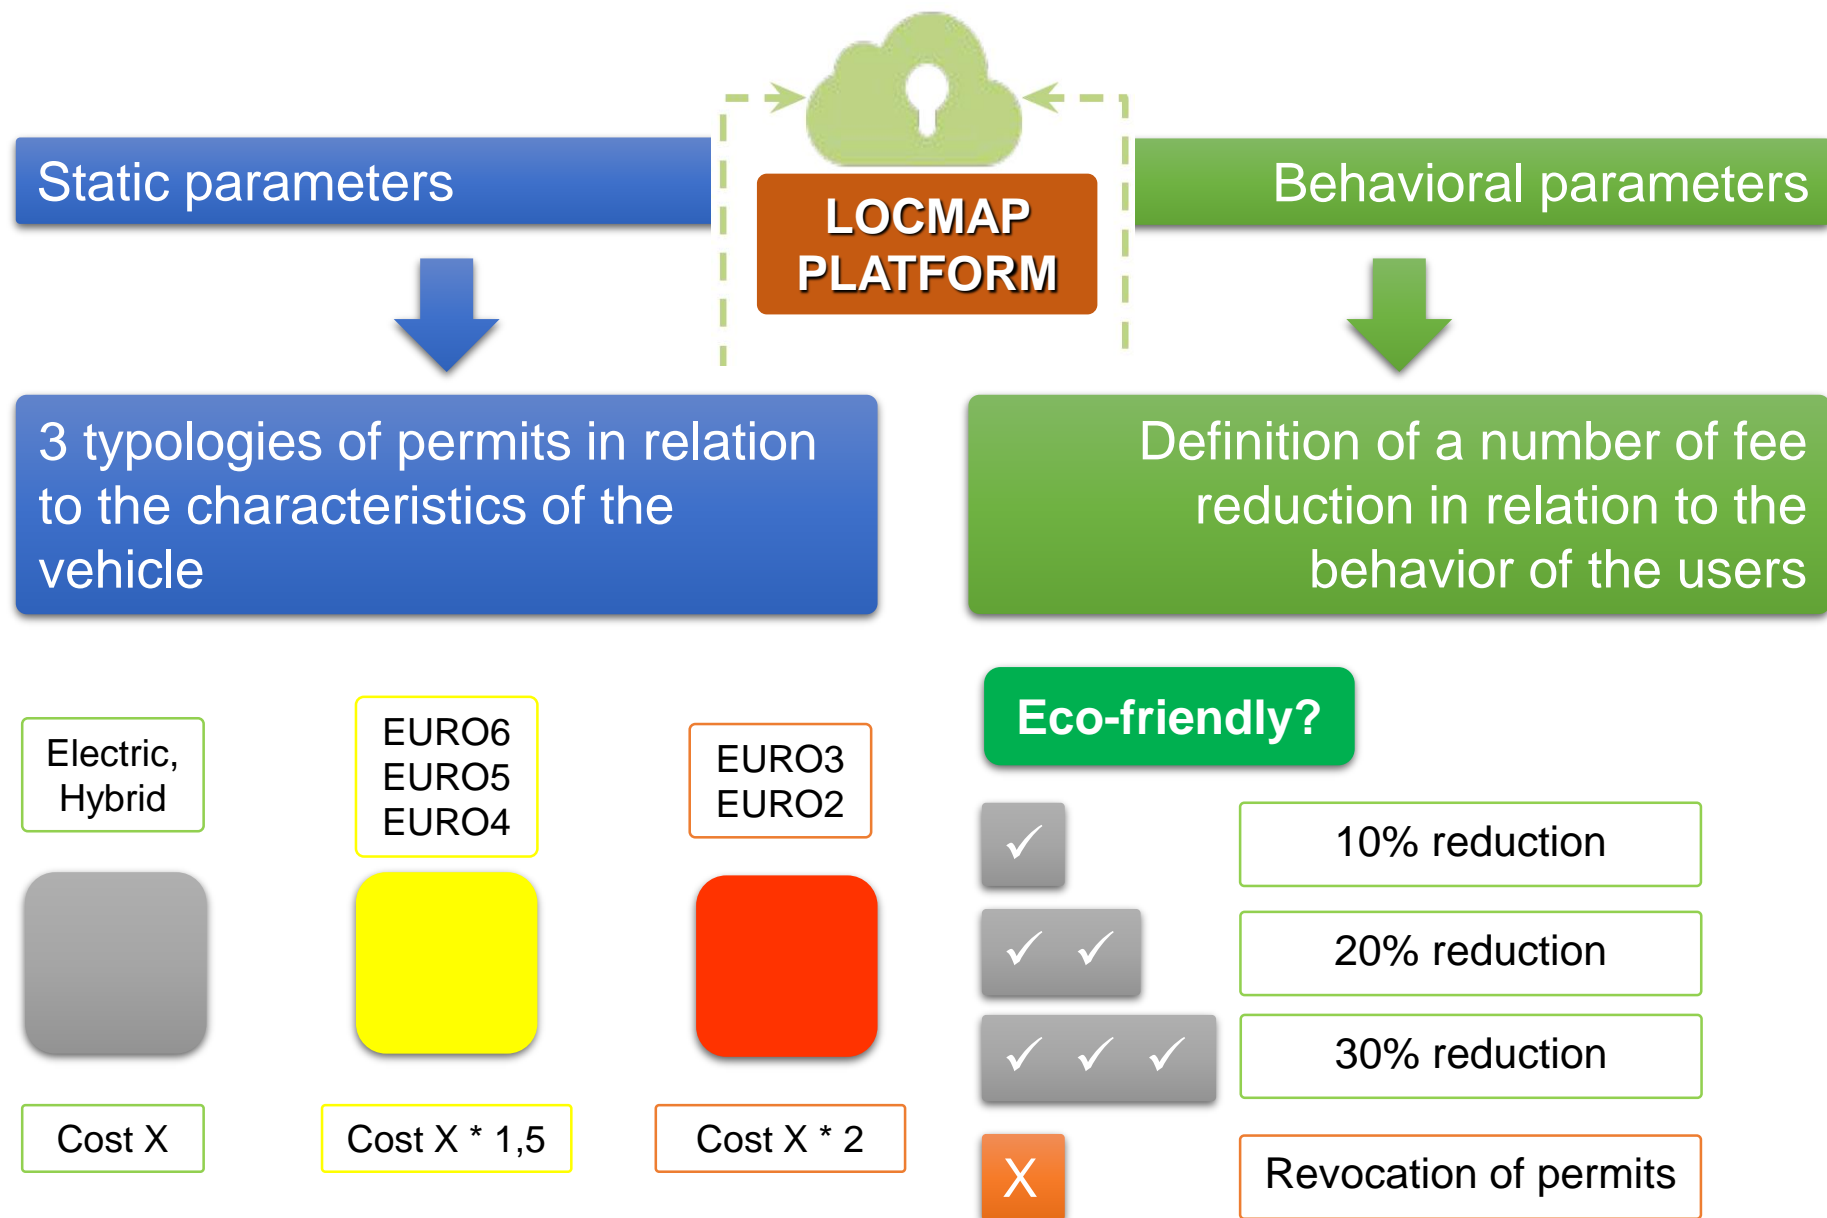 Static parameters
LOCMAP
PLATFORM
Behavioral parameters
3 typologies of permits in relation
to the characteristics of the
vehicle
Definition of a number of fee
reduction in relation to the
behavior of the users
Electric,
Hybrid
EURO6
EURO5
EURO4
EURO3
EURO2
Cost X
Cost X * 1,5
Cost X * 2
Eco-friendly?
✓
10% reduction
✓ ✓
20% reduction
✓ ✓ ✓
30% reduction
X
Revocation of permits